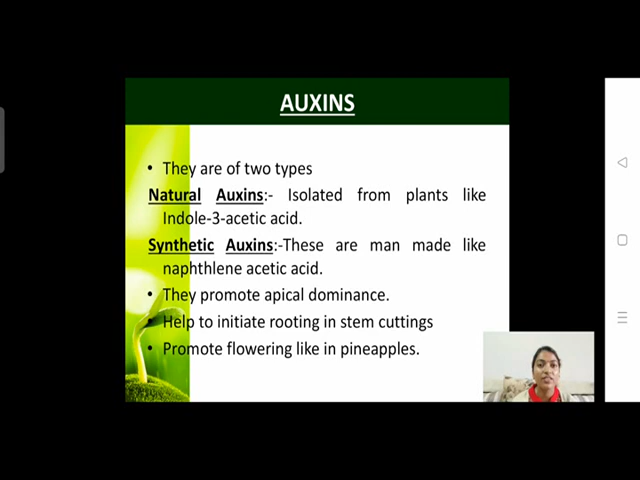 AUXINS
• They are of two types
Natural Auxins:- Isolated from plants like
Indole-3-acetic acid.
Synthetic Auxins:-These are man made like
naphthlene acetic acid.
• They promote apical dominance.
• Help to initiate rooting in stem cuttings
• Promote flowering like in pineapples.